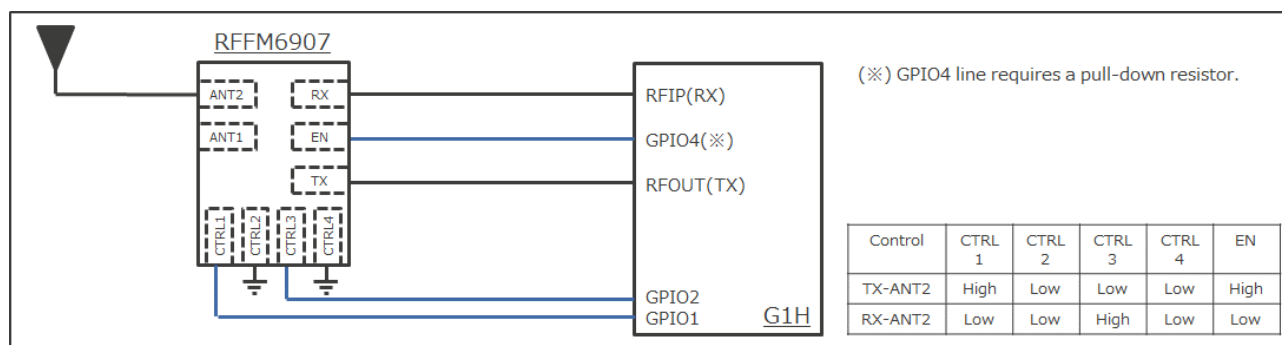 RFFM6907
ANT2
RX
ANT1
EN
TX
CTRL1
CTRL2
CTRL3
CTRL4
RFIP(RX)
GPIO4(※)
RFOUT(TX)
GPIO2
GPIO1
G1H
(※) GPIO4 line requires a pull-down resistor.
Control CTRL 1 CTRL 2 CTRL 3 CTRL 4 EN
TX-ANT2 High Low Low Low High
RX-ANT2 Low Low High Low Low